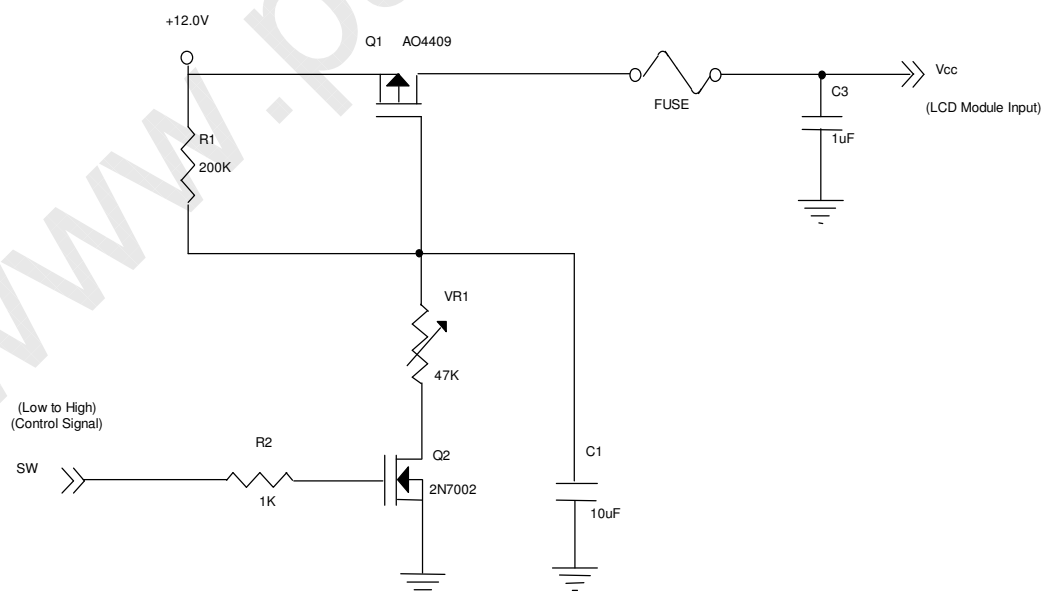 +12.0V
Q1 AO4409
Vcc
C3
(LCD Module Input)
FUSE
R1
1uF
200K
VR1
47K
(Low to High)
(Control Signal)
R2
Q2
C1
SW
2N7002
1K
10uF
www.p